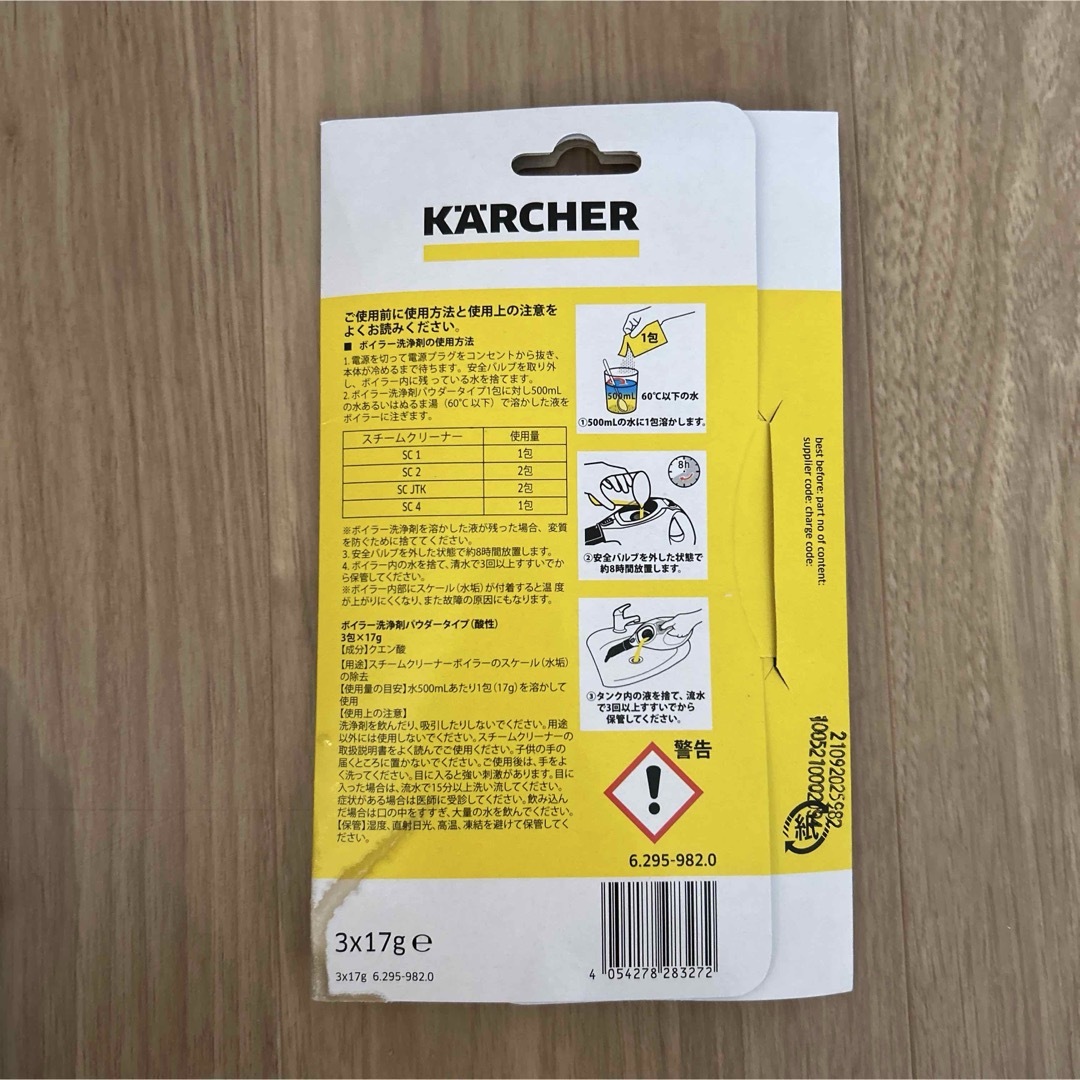 KÄRCHER
ご使用前に使用方法と使用上の注意を
よくお読みください。
■ ボイラー洗浄剤の使用方法
1. 電源を切って電源プラグをコンセントから抜き、
本体が冷めるまで待ちます。安全バルブを取り外
し、ボイラー内に残 っている水を捨てます。
2. ボイラー洗浄剤パウダータイプ1包に対し500mL
の水あるいはぬるま湯（60℃ 以下）で溶かした液を
ボイラーに注ぎます。
スチームクリーナー 使用量
SC 1 1包
SC 2 2包
SC JTK 2包
SC 4 1包
※ボイラー洗浄剤を溶かした液が残った場合、変質
を防ぐために捨ててください。
3. 安全バルブを外した状態で約8時間放置します。
4. ボイラー内の水を捨て、清水で3回以上すすいでか
ら保管してください。
※ボイラー内部にスケール（水垢）が付着すると温 度
が上がりにくくなり、また故障の原因にもなります。
ボイラー洗浄剤パウダータイプ（酸性）
3包×17g
【成分】クエン酸
【用途】スチームクリーナーボイラーのスケール（水垢）
の除去
【使用量の目安】水500mLあたり1包（17g）を溶かして
使用
【使用上の注意】
洗浄剤を飲んだり、吸引したりしないでください。用途
以外には使用しないでください。スチームクリーナーの
取扱説明書をよく読んでご使用ください。子供の手の
届くところに置かないでください。ご使用後は、手をよ
く洗ってください。目に入ると強い刺激があります。目に
入った場合は、流水で15分以上洗い流してください。
症状がある場合は医師に受診してください。飲み込ん
だ場合は口の中をすすぎ、大量の水を飲んでください。
【保管】湿度、直射日光、高温、凍結を避けて保管してく
ださい。
3x17g ℮
3x17g 6.295-982.0
1包
500mL
60℃以下の水
①500mLの水に1包溶かします。
8h
②安全バルブを外した状態で
約8時間放置します。
③タンク内の液を捨て、流水
で3回以上すすいでから
保管してください。
警告
6.295-982.0
4 054278 283272
best before: part no of content:
supplier code: charge code:
21092025982
紙